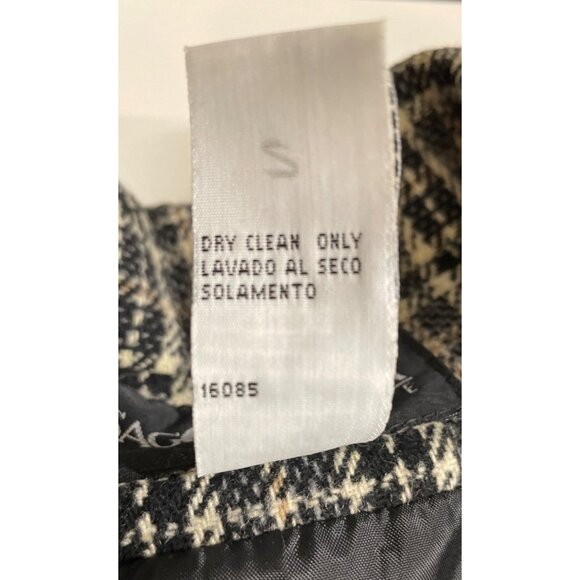 S
DRY CLEAN ONLY
LAVADO AL SECO
SOLAMENTO
16085